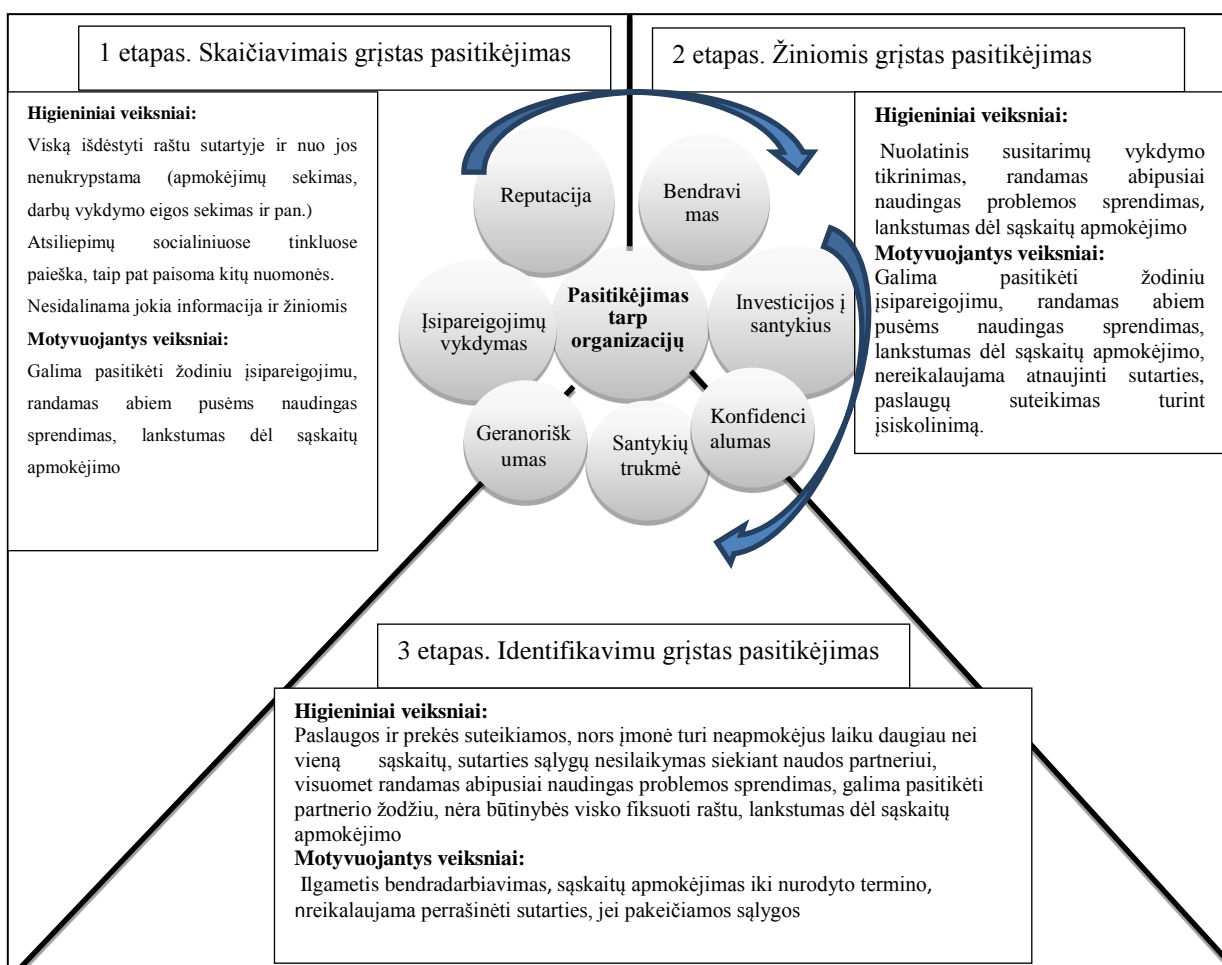 1 etapas. Skaičiavimais grįstas pasitikėjimas
2 etapas. Žiniomis grįstas pasitikėjimas
Higieniniai veiksniai:
Viską išdėstyti raštu sutartyje ir nuo jos
nenukrypstama (apmokėjimų sekimas,
darbų vykdymo eigos sekimas ir pan.)
Atsiliepimų socialiniuose tinkluose
paieška, taip pat paisoma kitų nuomonės.
Nesidalinama jokia informacija ir žiniomis
Motyvuojantys veiksniai:
Galima pasitikėti žodiniu įsipareigojimu,
randamas abiem pusėms naudingas
sprendimas, lankstumas dėl sąskaitų
apmokėjimo
Reputacija
Bendravi
mas
Įsipareigojimų
vykdymas
Pasitikėjimas
tarp
organizacijų
Investicijos į
santykius
Geranorišk
umas
Santykių
trukmė
Konfidenci
alumas
Higieniniai veiksniai:
Nuolatinis susitarimų vykdymo
tikrinimas, randamas abipusiai
naudingas problemos sprendimas,
lankstumas dėl sąskaitų apmokėjimo
Motyvuojantys veiksniai:
Galima pasitikėti žodiniu
įsipareigojimu, randamas abiem
pusėms naudingas sprendimas,
lankstumas dėl sąskaitų apmokėjimo,
nereikalaujama atnaujinti sutarties,
paslaugų suteikimas turint
įsiskolinimą.
3 etapas. Identifikavimu grįstas pasitikėjimas
Higieniniai veiksniai:
Paslaugos ir prekės suteikiamos, nors įmonė turi neapmokėjus laiku daugiau nei
vieną sąskaitų, sutarties sąlygų nesilaikymas siekiant naudos partneriui,
visuomet randamas abipusiai naudingas problemos sprendimas, galima pasitikėti
partnerio žodžiu, nėra būtinybės visko fiksuoti raštu, lankstumas dėl sąskaitų
apmokėjimo
Motyvuojantys veiksniai:
Ilgametis bendradarbiavimas, sąskaitų apmokėjimas iki nurodyto termino,
nreikalaujama perrašinėti sutarties, jei pakeičiamos sąlygos